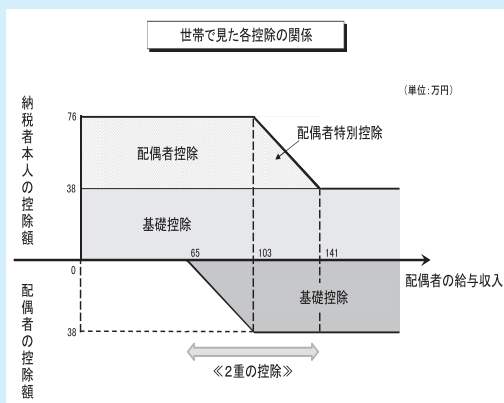 世帯で見た各控除の関係
(単位:万円)
納税者本人の控除額
76
配偶者特別控除
配偶者控除
38
基礎控除
65
103
141
0
配偶者の給与収入
配偶者の控除額
基礎控除
38
≪2重の控除≫